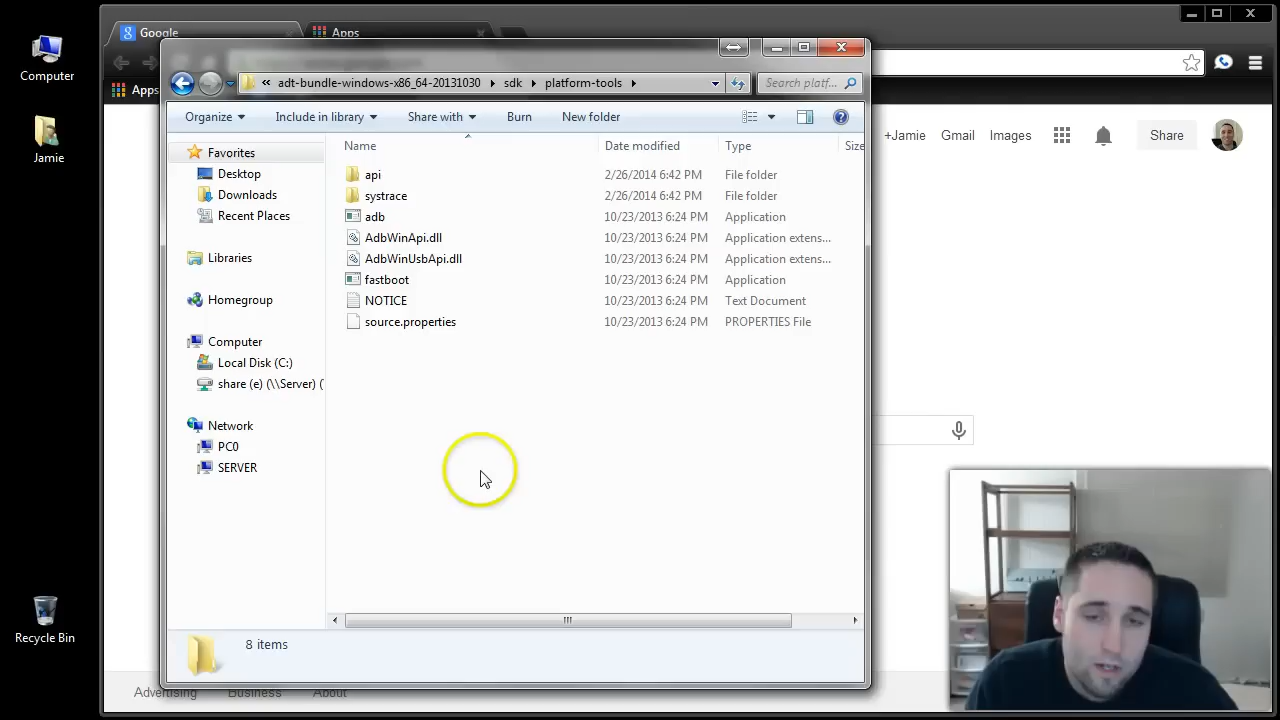 Computer
Jamie
Recycle Bin
Google
Apps
Apps
« adt-bundle-windows-x86_64-20131030 sdk platform-tools
Search platf...
Organize Include in library Share with Burn New folder
Name Date modified Type Size
Favorites
Desktop
Downloads
Recent Places
Libraries
Homegroup
Computer
Local Disk (C:)
share (e) (\\Server) (
Network
PC0
SERVER
api 2/26/2014 6:42 PM File folder
systrace 2/26/2014 6:42 PM File folder
adb 10/23/2013 6:24 PM Application
AdbWinApi.dll 10/23/2013 6:24 PM Application extens...
AdbWinUsbApi.dll 10/23/2013 6:24 PM Application extens...
fastboot 10/23/2013 6:24 PM Application
NOTICE 10/23/2013 6:24 PM Text Document
source.properties 10/23/2013 6:24 PM PROPERTIES File
8 items
+Jamie Gmail Images Share
Advertising Business About